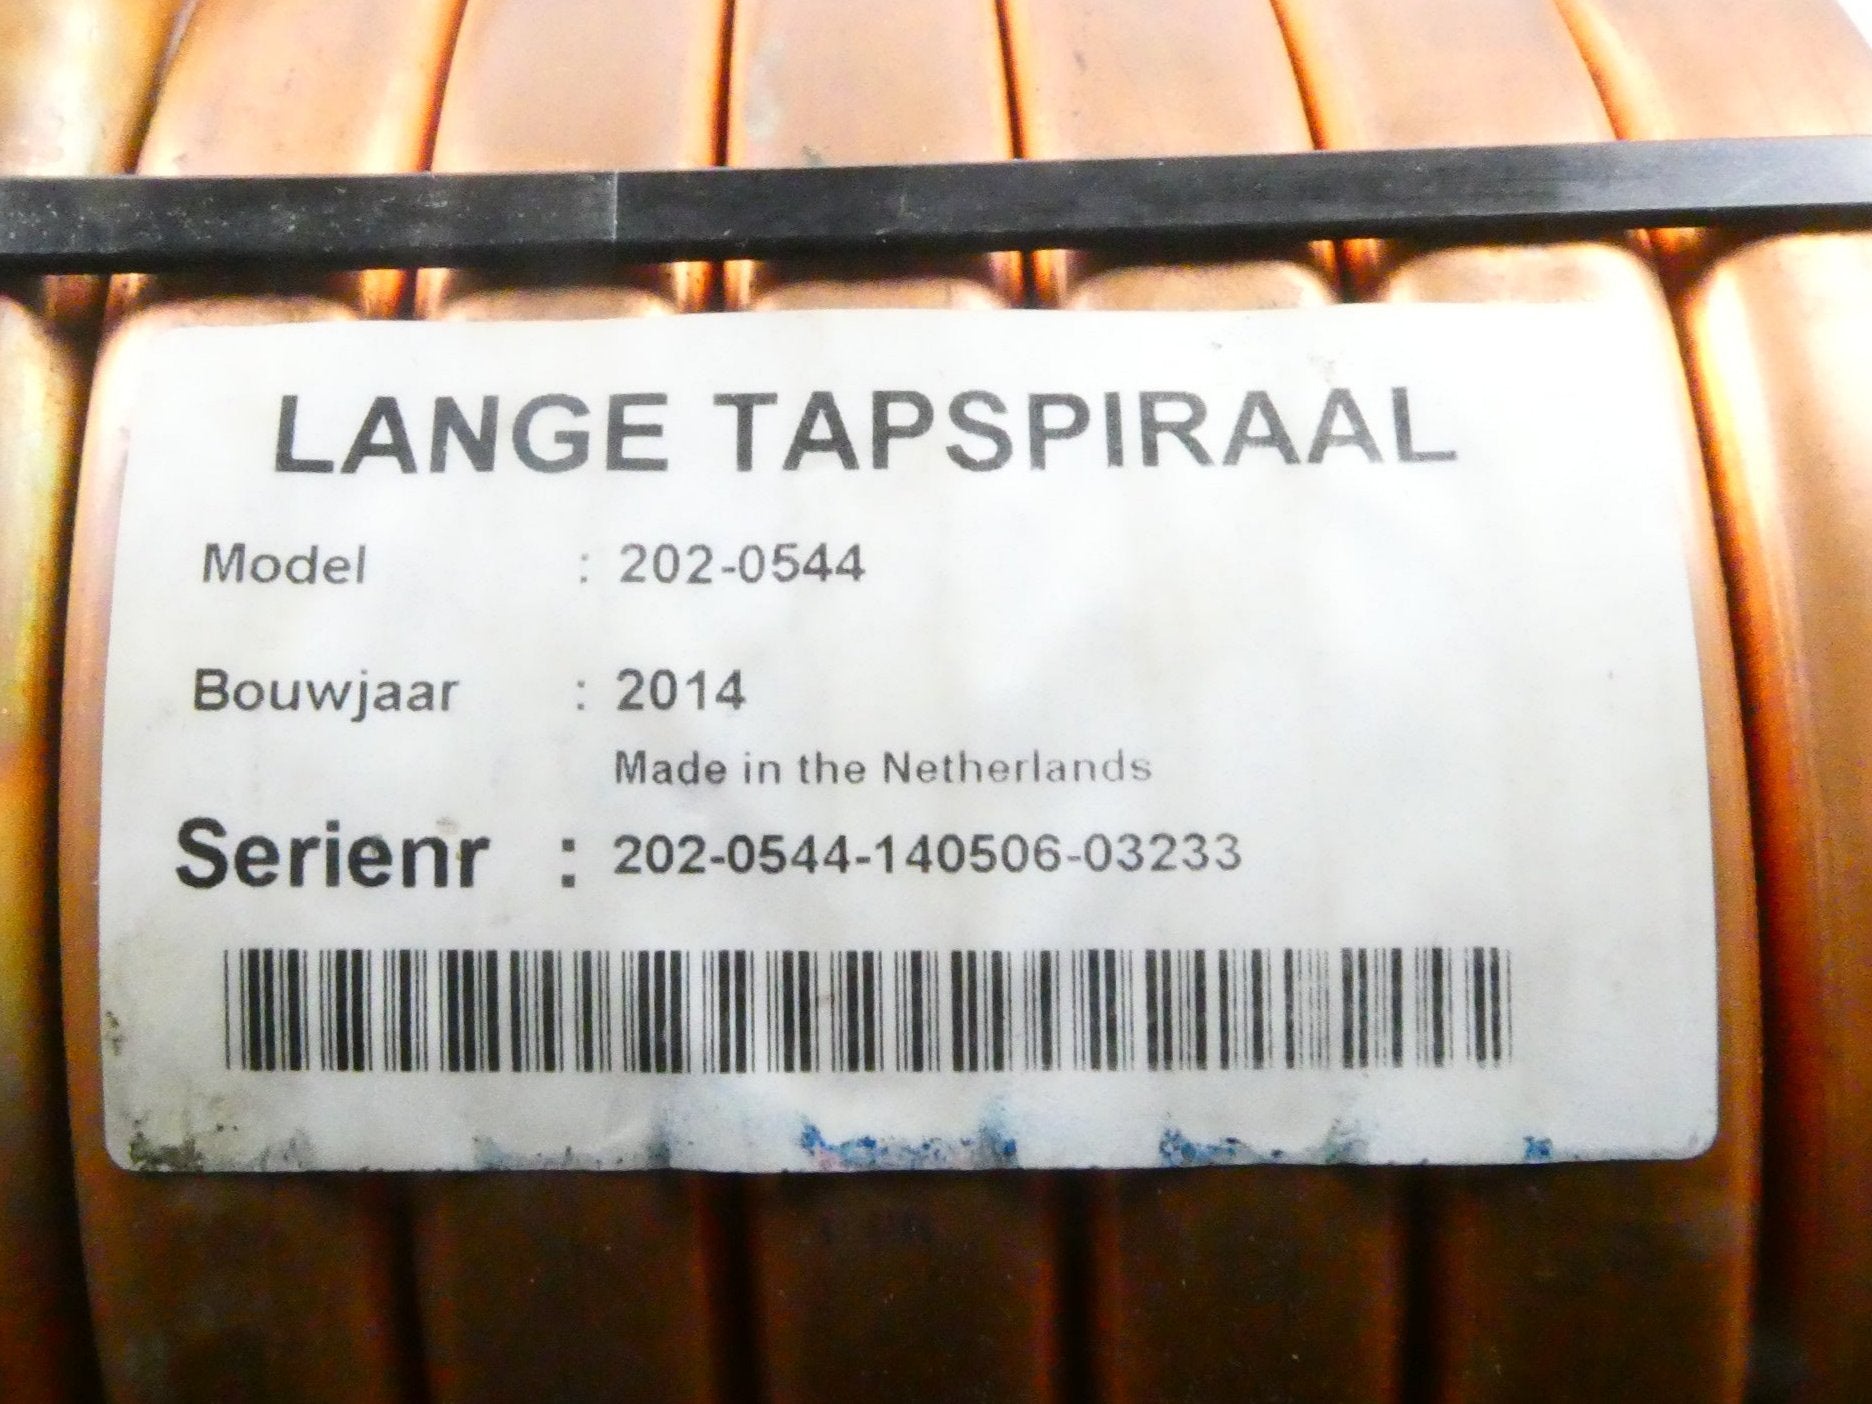 LANGE TAPSPIRAAL
Model : 202-0544
Bouwjaar : 2014
Made in the Netherlands
Serienr : 202-0544-140506-03233